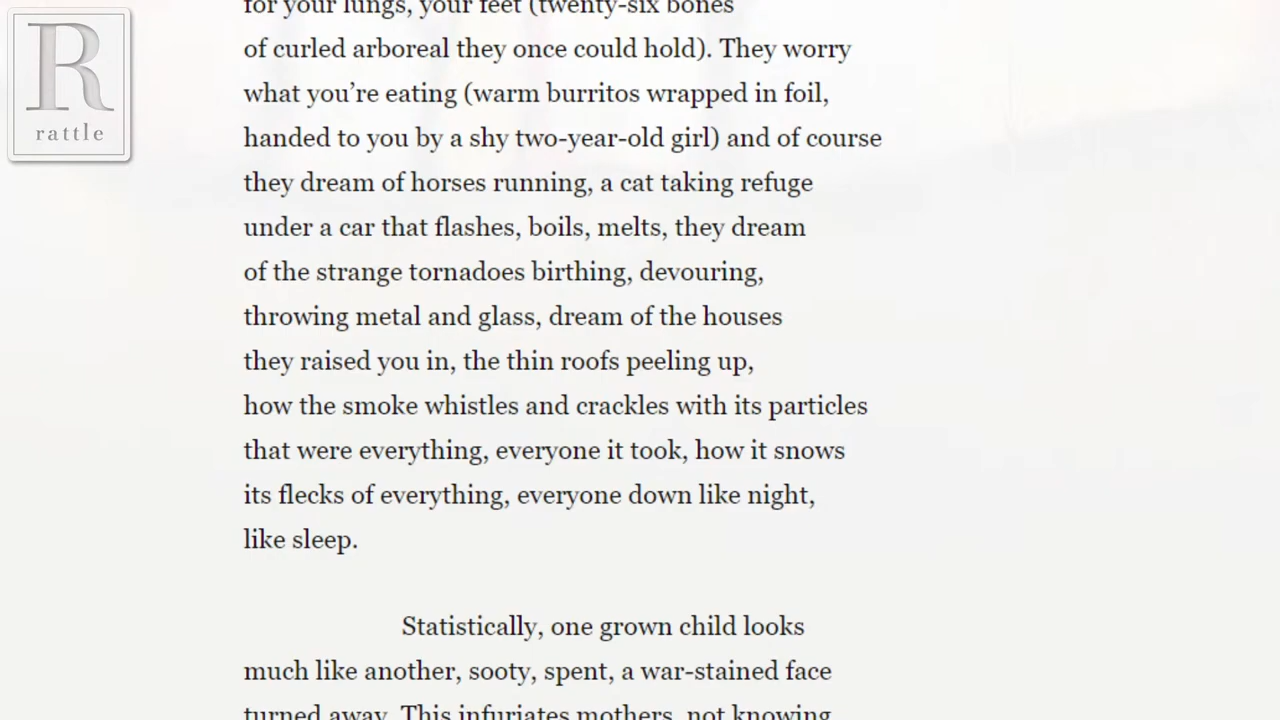 R
rattle
for your lungs, your feet (twenty-six bones
of curled arboreal they once could hold). They worry
what you’re eating (warm burritos wrapped in foil,
handed to you by a shy two-year-old girl) and of course
they dream of horses running, a cat taking refuge
under a car that flashes, boils, melts, they dream
of the strange tornadoes birthing, devouring,
throwing metal and glass, dream of the houses
they raised you in, the thin roofs peeling up,
how the smoke whistles and crackles with its particles
that were everything, everyone it took, how it snows
its flecks of everything, everyone down like night,
like sleep.
Statistically, one grown child looks
much like another, sooty, spent, a war-stained face
turned away. This infuriates mothers, not knowing